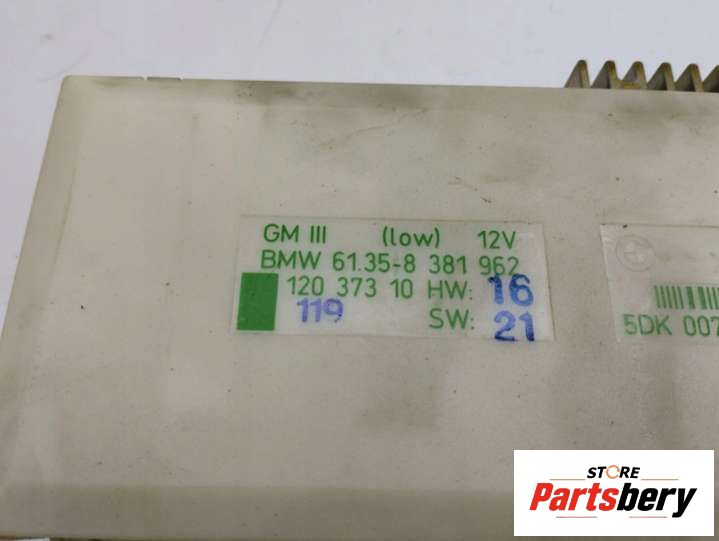 GM III (low) 12V
BMW 61.35-8 381 962
120 373 10 HW: 16
119 SW: 21
5DK 007
STORE
Partsbery